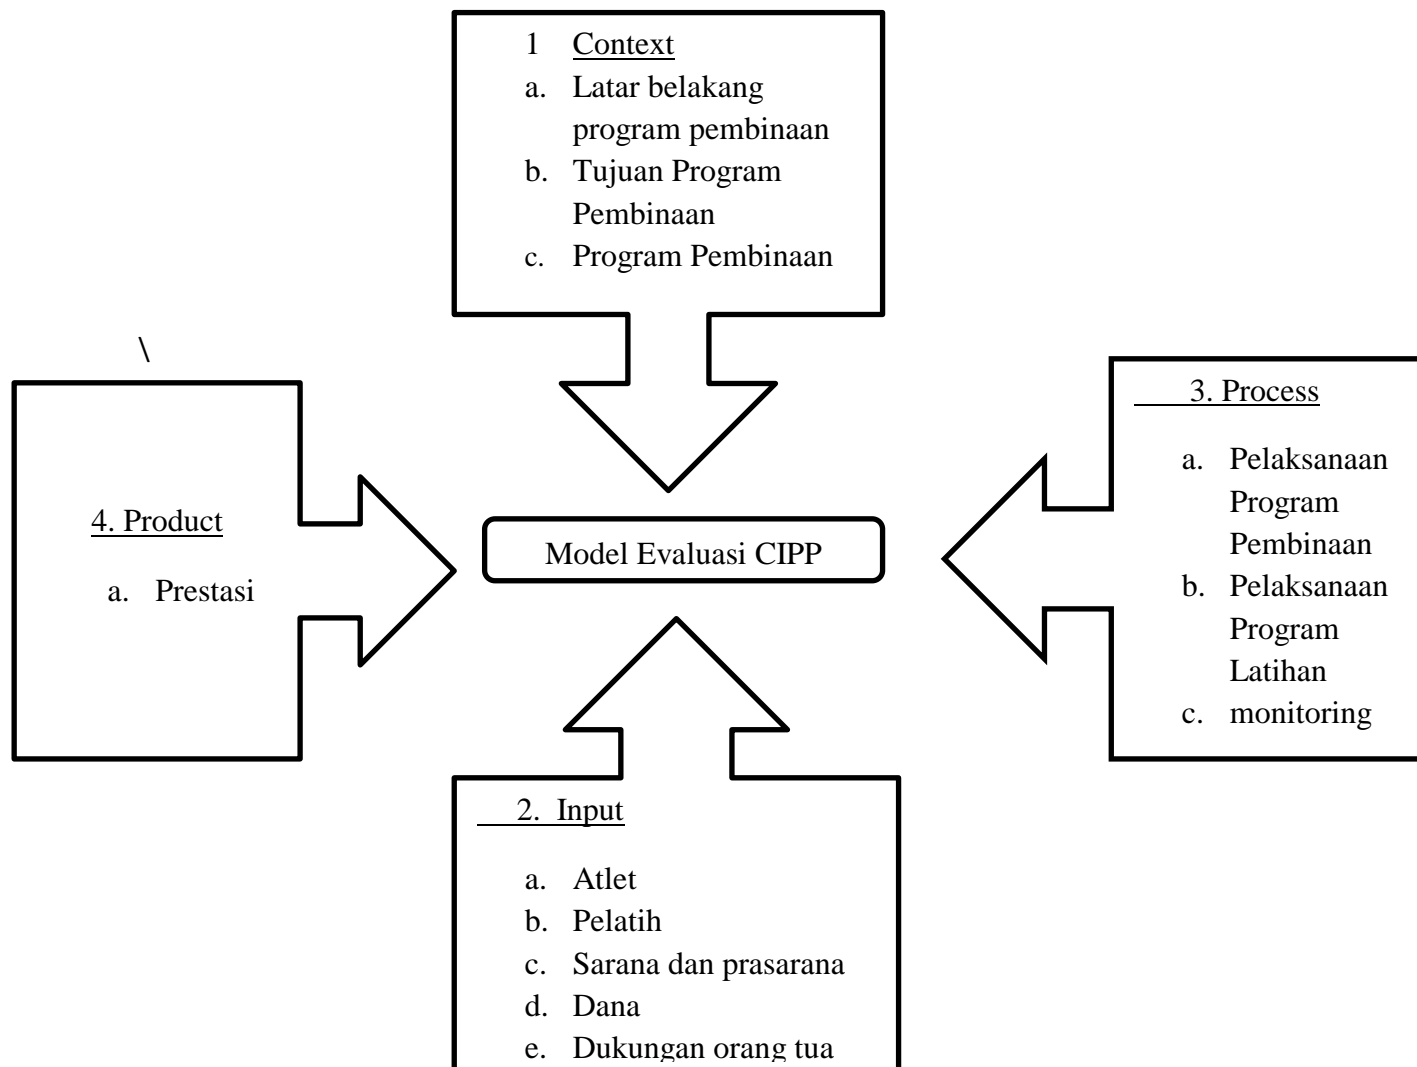 1 Context
a. Latar belakang
program pembinaan
b. Tujuan Program
Pembinaan
c. Program Pembinaan
\
4. Product
a. Prestasi
Model Evaluasi CIPP
3. Process
a. Pelaksanaan
Program
Pembinaan
b. Pelaksanaan
Program
Latihan
c. monitoring
2. Input
a. Atlet
b. Pelatih
c. Sarana dan prasarana
d. Dana
e. Dukungan orang tua